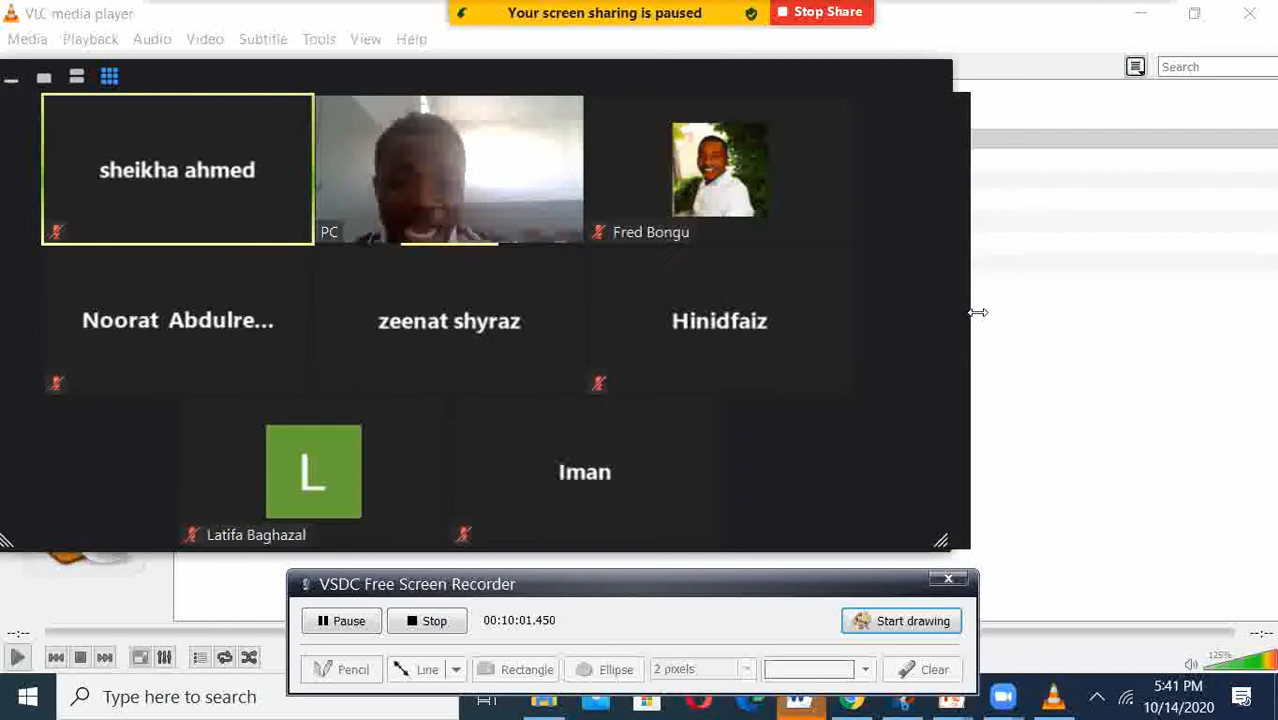 VLC media player
Your screen sharing is paused
Stop Share
Media Playback Audio Video Subtitle Tools View Help
Search
sheikha ahmed
PC
Fred Bongu
Noorat Abdulre...
zeenat shyraz
Hinidfaiz
L
Latifa Baghazal
Iman
VSDC Free Screen Recorder
Pause
Stop
00:10:01.450
Start drawing
Pencil
Line
Rectangle
Ellipse
2 pixels
Clear
--:--
--:--
125%
Type here to search
5:41 PM
10/14/2020